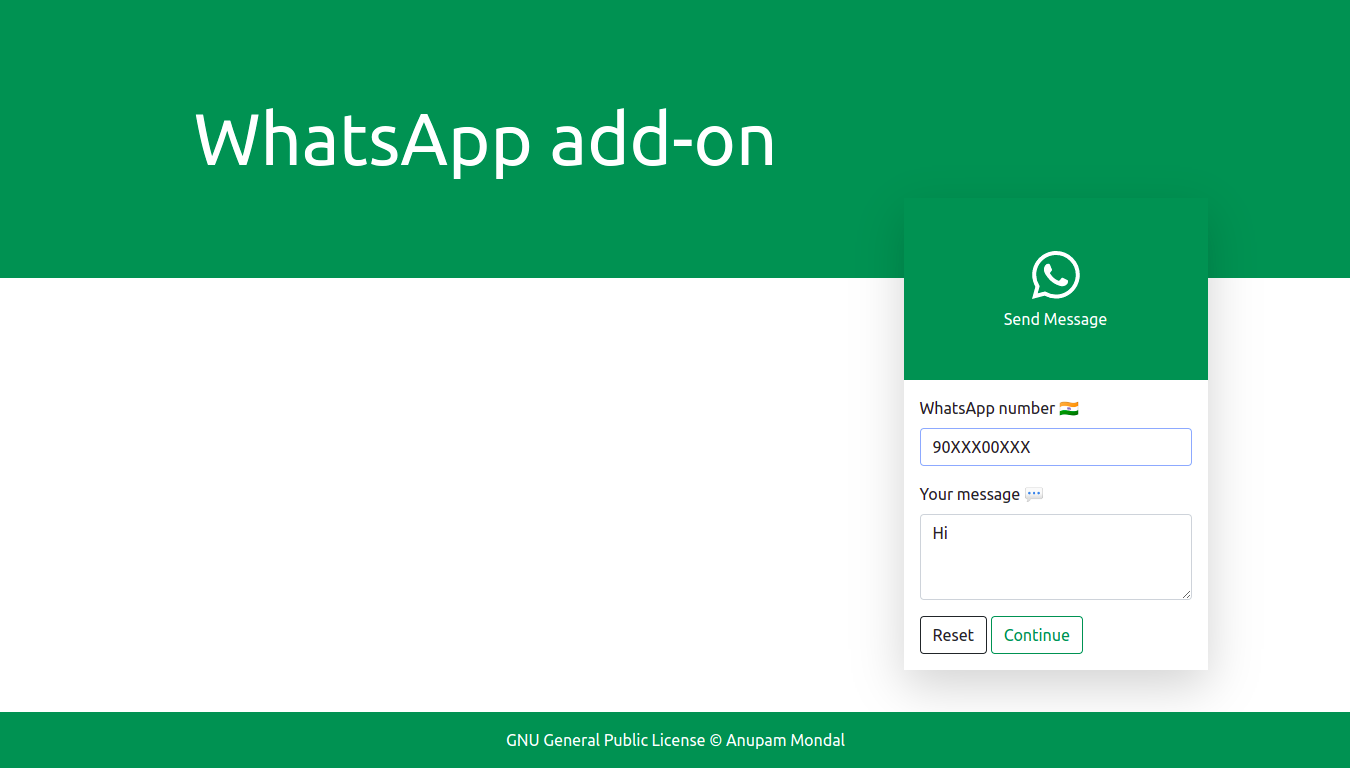 WhatsApp add-on
Send Message
WhatsApp number 🇮🇳
90XXX00XXX
Your message 💬
Hi
Reset Continue
GNU General Public License © Anupam Mondal